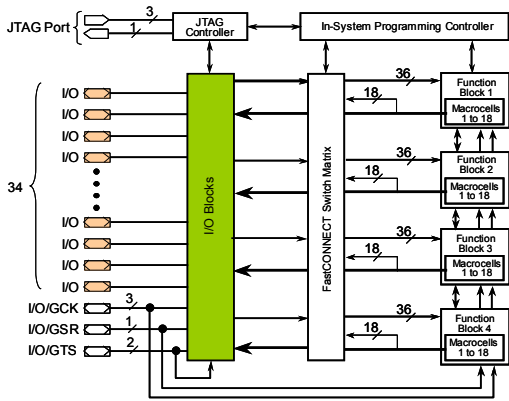 JTAG Port
3
1
JTAG
Controller
In-System Programming Controller
34
I/O
I/O
I/O
I/O
I/O
I/O
I/O
I/O
I/O/GCK
3
I/O/GSR
1
I/O/GTS
2
I/O Blocks
FastCONNECT Switch Matrix
36
18
Function
Block 1
Macrocells
1 to 18
36
18
Function
Block 2
Macrocells
1 to 18
36
18
Function
Block 3
Macrocells
1 to 18
36
18
Function
Block 4
Macrocells
1 to 18